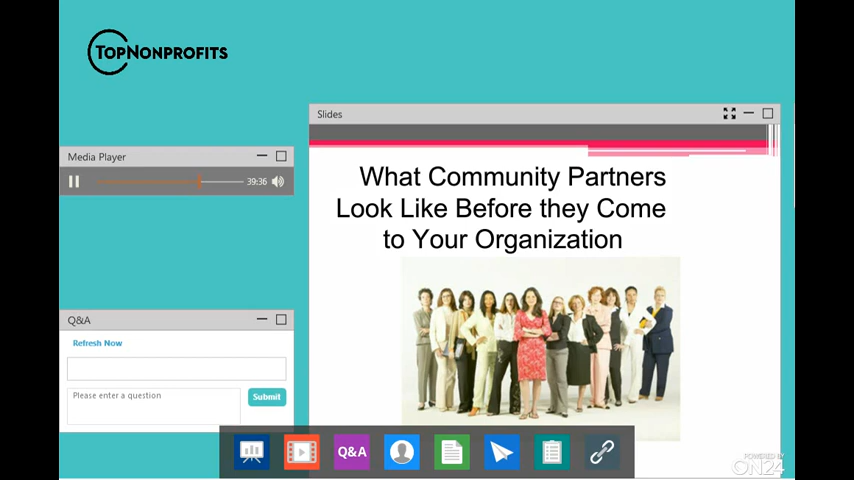 TOPNONPROFITS
Slides
Media Player
39:36
What Community Partners
Look Like Before they Come
to Your Organization
Q&A
Refresh Now
Please enter a question
Submit
Q&A
POWERED BY
ON24